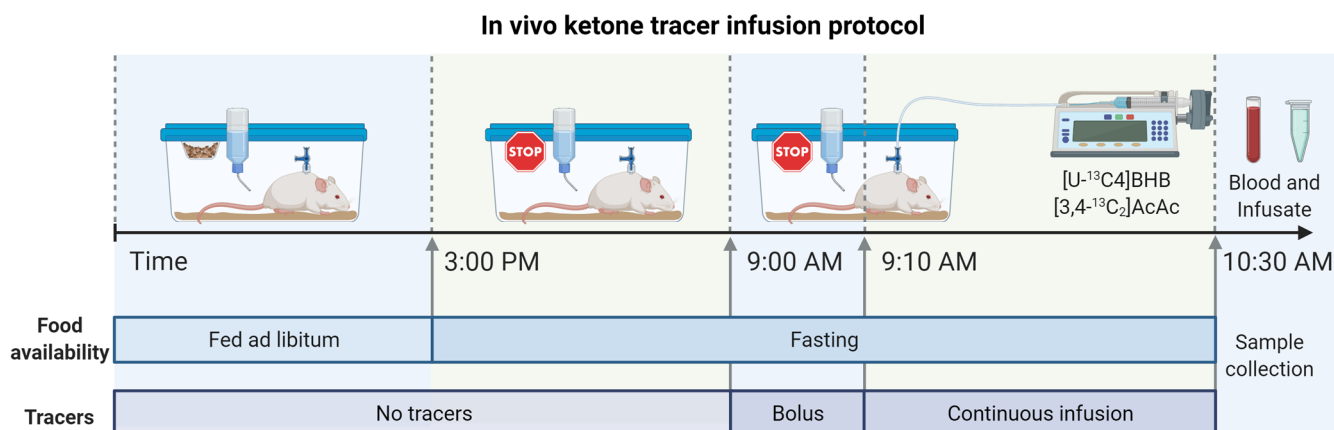 In vivo ketone tracer infusion protocol
STOP
STOP
[U-¹³C4]BHB
[3,4-¹³C₂]AcAc
Blood and
Infusate
Time
3:00 PM
9:00 AM
9:10 AM
10:30 AM
Food
availability
Fed ad libitum
Fasting
Sample
collection
Tracers
No tracers
Bolus
Continuous infusion